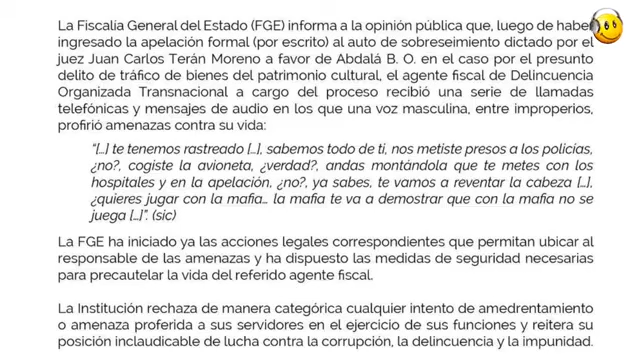 La Fiscalía General del Estado (FGE) informa a la opinión pública que, luego de haber
ingresado la apelación formal (por escrito) al auto de sobreseimiento dictado por el
juez Juan Carlos Terán Moreno a favor de Abdalá B. O. en el caso por el presunto
delito de tráfico de bienes del patrimonio cultural, el agente fiscal de Delincuencia
Organizada Transnacional a cargo del proceso recibió una serie de llamadas
telefónicas y mensajes de audio en los que una voz masculina, entre improperios,
profirió amenazas contra su vida:
“[…] te tenemos rastreado […], sabemos todo de ti, nos metiste presos a los policías,
¿no?, cogiste la avioneta, ¿verdad?, andas montándola que te metes con los
hospitales y en la apelación, ¿no?, ya sabes, te vamos a reventar la cabeza […],
¿quieres jugar con la mafia… la mafia te va a demostrar que con la mafia no se
juega […]”. (sic)
La FGE ha iniciado ya las acciones legales correspondientes que permitan ubicar al
responsable de las amenazas y ha dispuesto las medidas de seguridad necesarias
para precautelar la vida del referido agente fiscal.
La Institución rechaza de manera categórica cualquier intento de amedrentamiento
o amenaza proferida a sus servidores en el ejercicio de sus funciones y reitera su
posición inclaudicable de lucha contra la corrupción, la delincuencia y la impunidad.